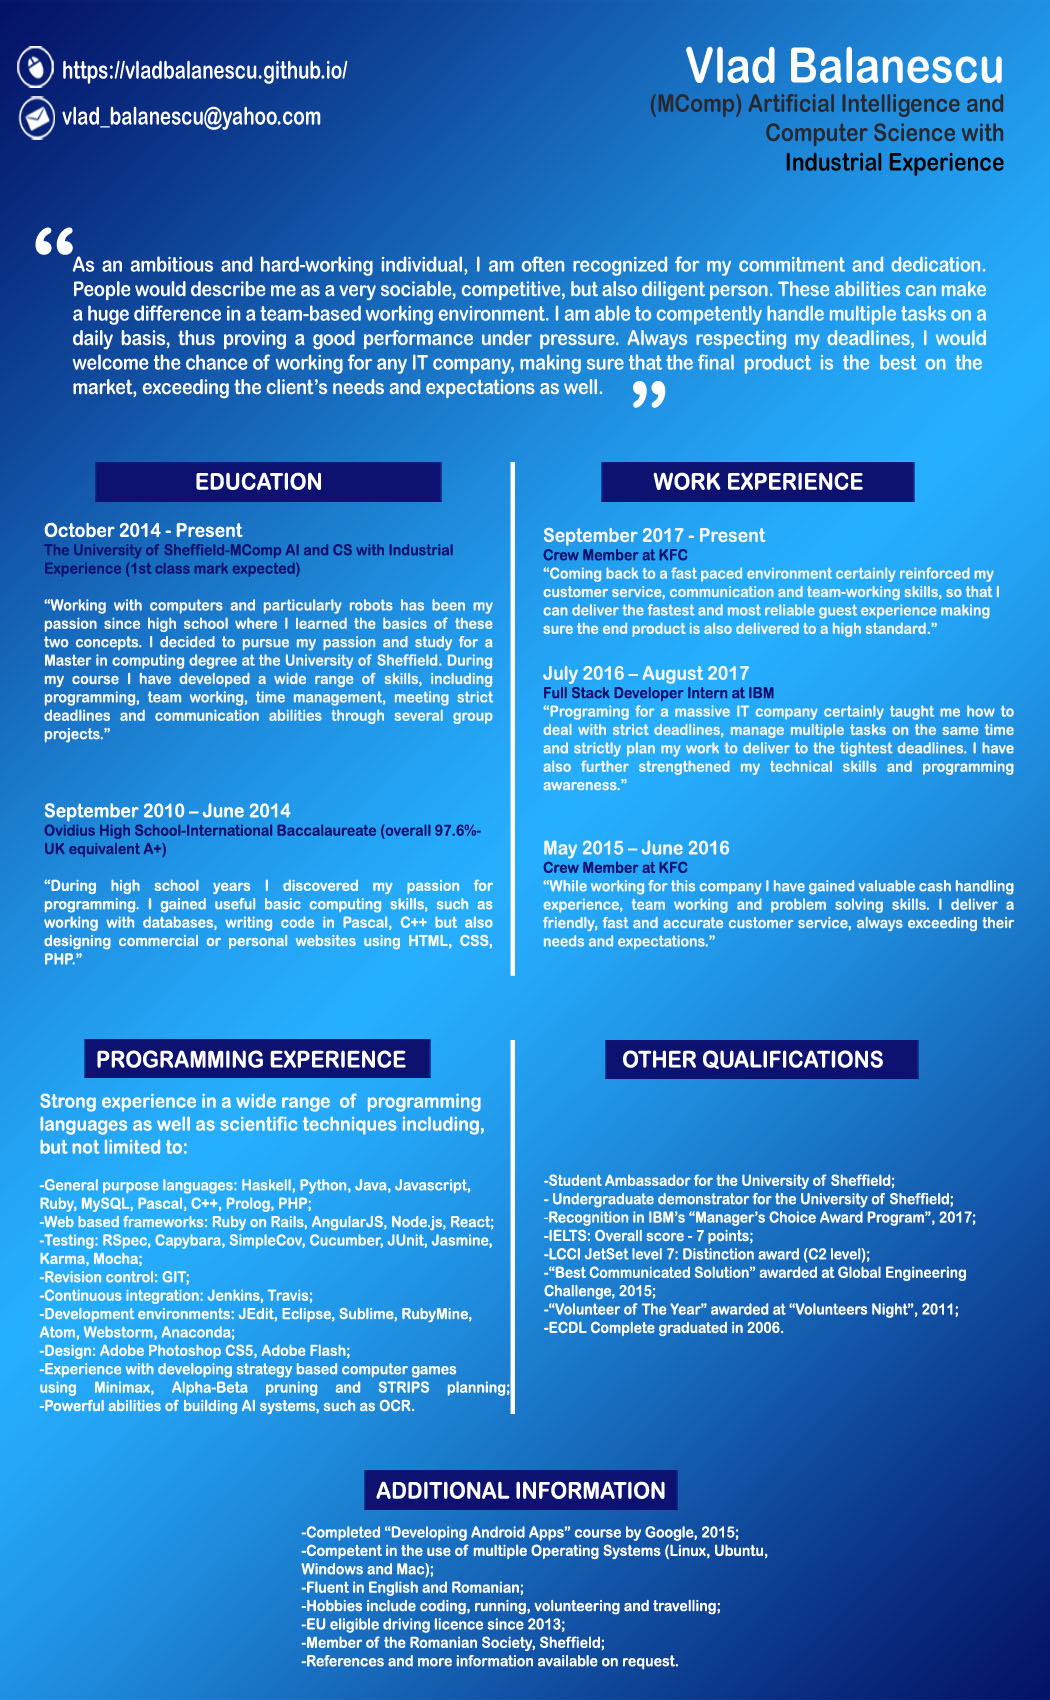 https://vladbalanescu.github.io/
vlad_balanescu@yahoo.com
Vlad Balanescu
(MComp) Artificial Intelligence and
Computer Science with
Industrial Experience
“
As an ambitious and hard-working individual, I am often recognized for my commitment and dedication.
People would describe me as a very sociable, competitive, but also diligent person. These abilities can make
a huge difference in a team-based working environment. I am able to competently handle multiple tasks on a
daily basis, thus proving a good performance under pressure. Always respecting my deadlines, I would
welcome the chance of working for any IT company, making sure that the final product is the best on the
market, exceeding the client’s needs and expectations as well.
”
EDUCATION
October 2014 - Present
The University of Sheffield-MComp AI and CS with Industrial
Experience (1st class mark expected)
“Working with computers and particularly robots has been my
passion since high school where I learned the basics of these
two concepts. I decided to pursue my passion and study for a
Master in computing degree at the University of Sheffield. During
my course I have developed a wide range of skills, including
programming, team working, time management, meeting strict
deadlines and communication abilities through several group
projects.”
September 2010 – June 2014
Ovidius High School-International Baccalaureate (overall 97.6%-
UK equivalent A+)
“During high school years I discovered my passion for
programming. I gained useful basic computing skills, such as
working with databases, writing code in Pascal, C++ but also
designing commercial or personal websites using HTML, CSS,
PHP.”
WORK EXPERIENCE
September 2017 - Present
Crew Member at KFC
“Coming back to a fast paced environment certainly reinforced my
customer service, communication and team-working skills, so that I
can deliver the fastest and most reliable guest experience making
sure the end product is also delivered to a high standard.”
July 2016 – August 2017
Full Stack Developer Intern at IBM
“Programing for a massive IT company certainly taught me how to
deal with strict deadlines, manage multiple tasks on the same time
and strictly plan my work to deliver to the tightest deadlines. I have
also further strengthened my technical skills and programming
awareness.”
May 2015 – June 2016
Crew Member at KFC
“While working for this company I have gained valuable cash handling
experience, team working and problem solving skills. I deliver a
friendly, fast and accurate customer service, always exceeding their
needs and expectations.”
PROGRAMMING EXPERIENCE
Strong experience in a wide range of programming
languages as well as scientific techniques including,
but not limited to:
-General purpose languages: Haskell, Python, Java, Javascript,
Ruby, MySQL, Pascal, C++, Prolog, PHP;
-Web based frameworks: Ruby on Rails, AngularJS, Node.js, React;
-Testing: RSpec, Capybara, SimpleCov, Cucumber, JUnit, Jasmine,
Karma, Mocha;
-Revision control: GIT;
-Continuous integration: Jenkins, Travis;
-Development environments: JEdit, Eclipse, Sublime, RubyMine,
Atom, Webstorm, Anaconda;
-Design: Adobe Photoshop CS5, Adobe Flash;
-Experience with developing strategy based computer games
using Minimax, Alpha-Beta pruning and STRIPS planning;
-Powerful abilities of building AI systems, such as OCR.
OTHER QUALIFICATIONS
-Student Ambassador for the University of Sheffield;
- Undergraduate demonstrator for the University of Sheffield;
-Recognition in IBM’s “Manager’s Choice Award Program”, 2017;
-IELTS: Overall score - 7 points;
-LCCI JetSet level 7: Distinction award (C2 level);
-“Best Communicated Solution” awarded at Global Engineering
Challenge, 2015;
-“Volunteer of The Year” awarded at “Volunteers Night”, 2011;
-ECDL Complete graduated in 2006.
ADDITIONAL INFORMATION
-Completed “Developing Android Apps” course by Google, 2015;
-Competent in the use of multiple Operating Systems (Linux, Ubuntu,
Windows and Mac);
-Fluent in English and Romanian;
-Hobbies include coding, running, volunteering and travelling;
-EU eligible driving licence since 2013;
-Member of the Romanian Society, Sheffield;
-References and more information available on request.